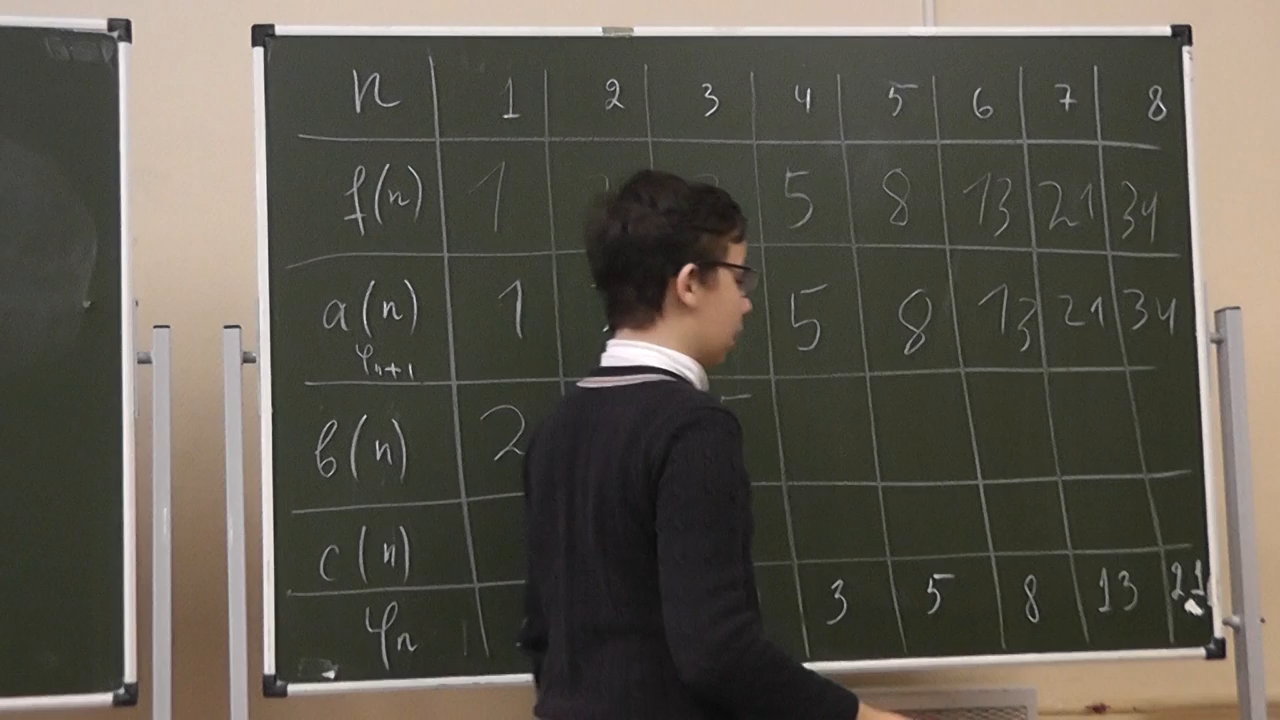 n 1 2 3 4 5 6 7 8
f(n) 1 5 8 13 21 34
a(n) 1 5 8 13 21 34
φn+1
в(n) 2
c(n)
φn 3 5 8 13 21